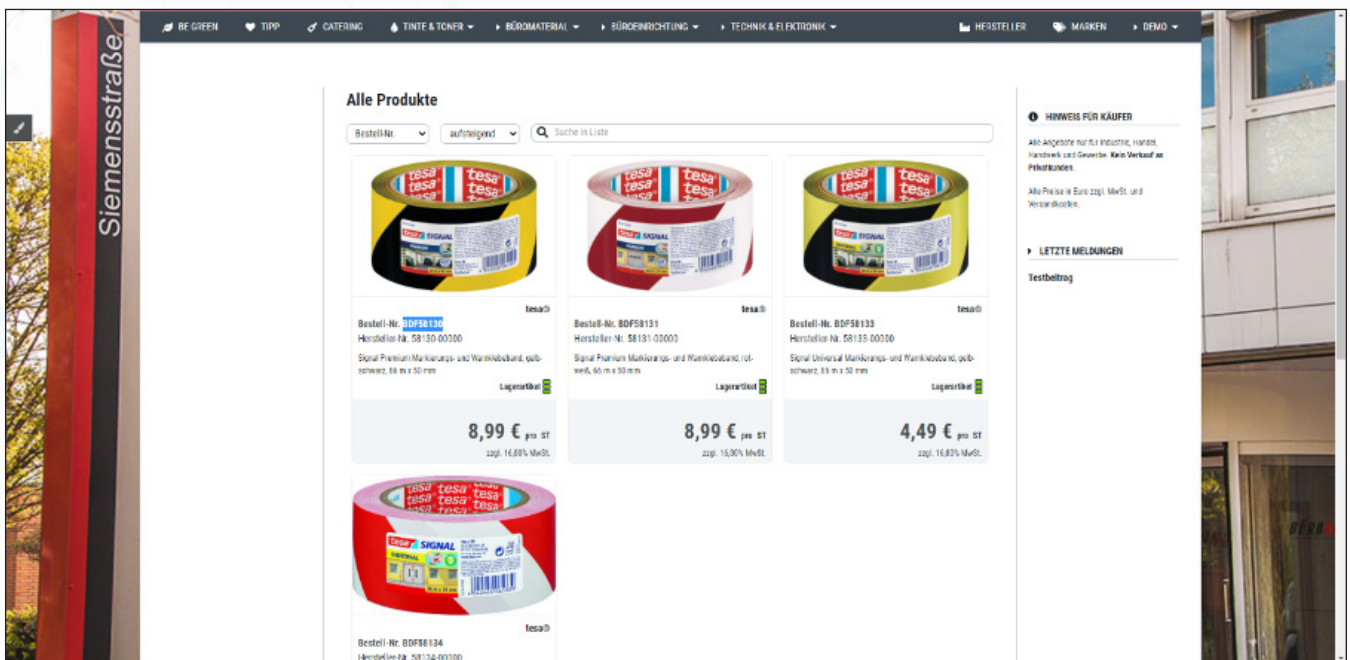 BE GREEN TIPP CATERING TINTE & TONER BÜROMATERIAL BÜROEINRICHTUNG TECHNIK & ELEKTRONIK HERSTELLER MARKEN DEMO
Siemensstraße
Alle Produkte
Bestell-Nr. aufsteigend Suche in Liste
tesa®
Bestell-Nr. BDF58130
Hersteller-Nr. 58130-00000
Signal Premium Markierungs- und Warnklebeband, gelb-
schwarz, 66 m x 50 mm
Lagerartikel
8,99 € pro ST
zzgl. 16,00% MwSt.
tesa®
Bestell-Nr. BDF58131
Hersteller-Nr. 58131-00000
Signal Premium Markierungs- und Warnklebeband, rot-
weiß, 66 m x 50 mm
Lagerartikel
8,99 € pro ST
zzgl. 16,00% MwSt.
tesa®
Bestell-Nr. BDF58133
Hersteller-Nr. 58133-00000
Signal Universal Markierungs- und Warnklebeband, gelb-
schwarz, 66 m x 50 mm
Lagerartikel
4,49 € pro ST
zzgl. 16,00% MwSt.
tesa SIGNAL
UNIVERSAL
tesa®
Bestell-Nr. BDF58134
Hersteller-Nr. 58134-00000
HINWEIS FÜR KÄUFER
Alle Angebote nur für Industrie, Handel,
Handwerk und Gewerbe. Kein Verkauf an
Privatkunden.
Alle Preise in Euro zzgl. MwSt. und
Versandkosten.
LETZTE MELDUNGEN
Testbeitrag
BÜRO